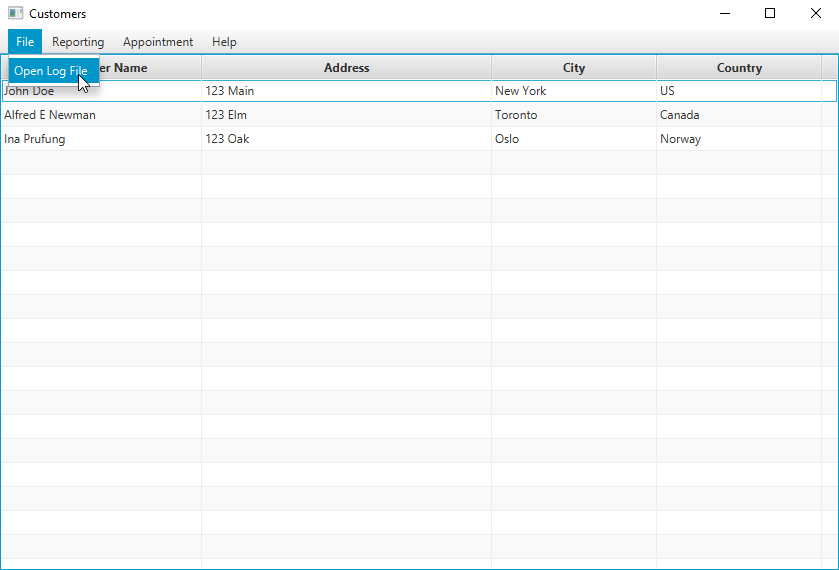 Customers
File Reporting Appointment Help
Open Log File
er Name Address City Country
John Doe 123 Main New York US
Alfred E Newman 123 Elm Toronto Canada
Ina Prufung 123 Oak Oslo Norway